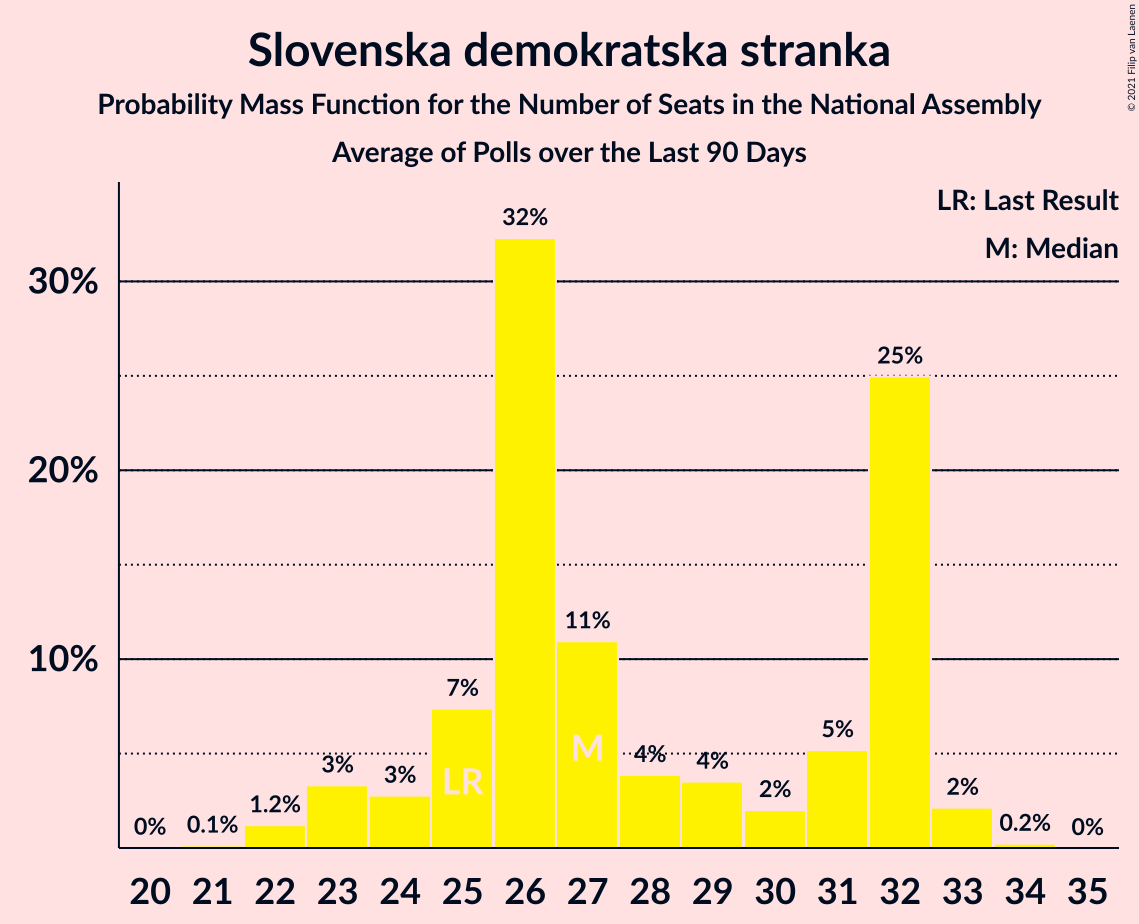 Slovenska demokratska stranka
Probability Mass Function for the Number of Seats in the National Assembly
Average of Polls over the Last 90 Days
© 2021 Filip van Laenen
LR: Last Result
M: Median
30%
20%
10%
0%
0.1%
1.2%
3%
3%
7%
32%
11%
4%
4%
2%
5%
25%
2%
0.2%
0%
LR
M
20 21 22 23 24 25 26 27 28 29 30 31 32 33 34 35